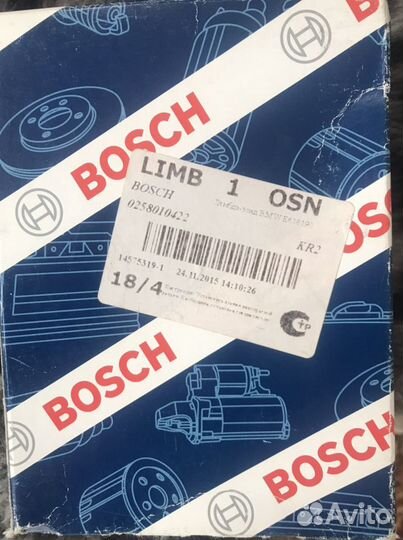 BOSCH
BOSCH
LIMB 1 OSN
BOSCH
0258010422
KR2
14575319-1 24.11.2015 14:10:26
18/4
BOSCH
BOSCH
Avito